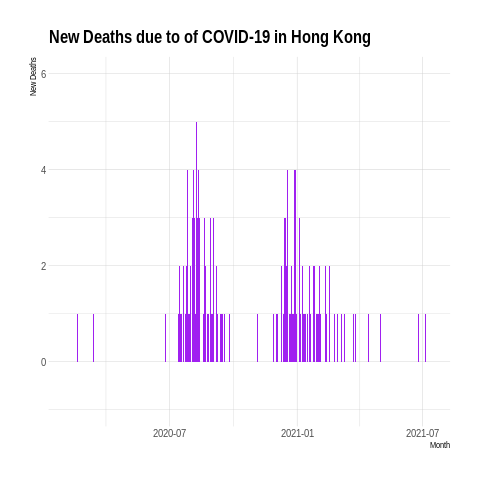 New Deaths due to of COVID-19 in Hong Kong
New Deaths
6
4
2
0
2020-07 2021-01 2021-07
Month